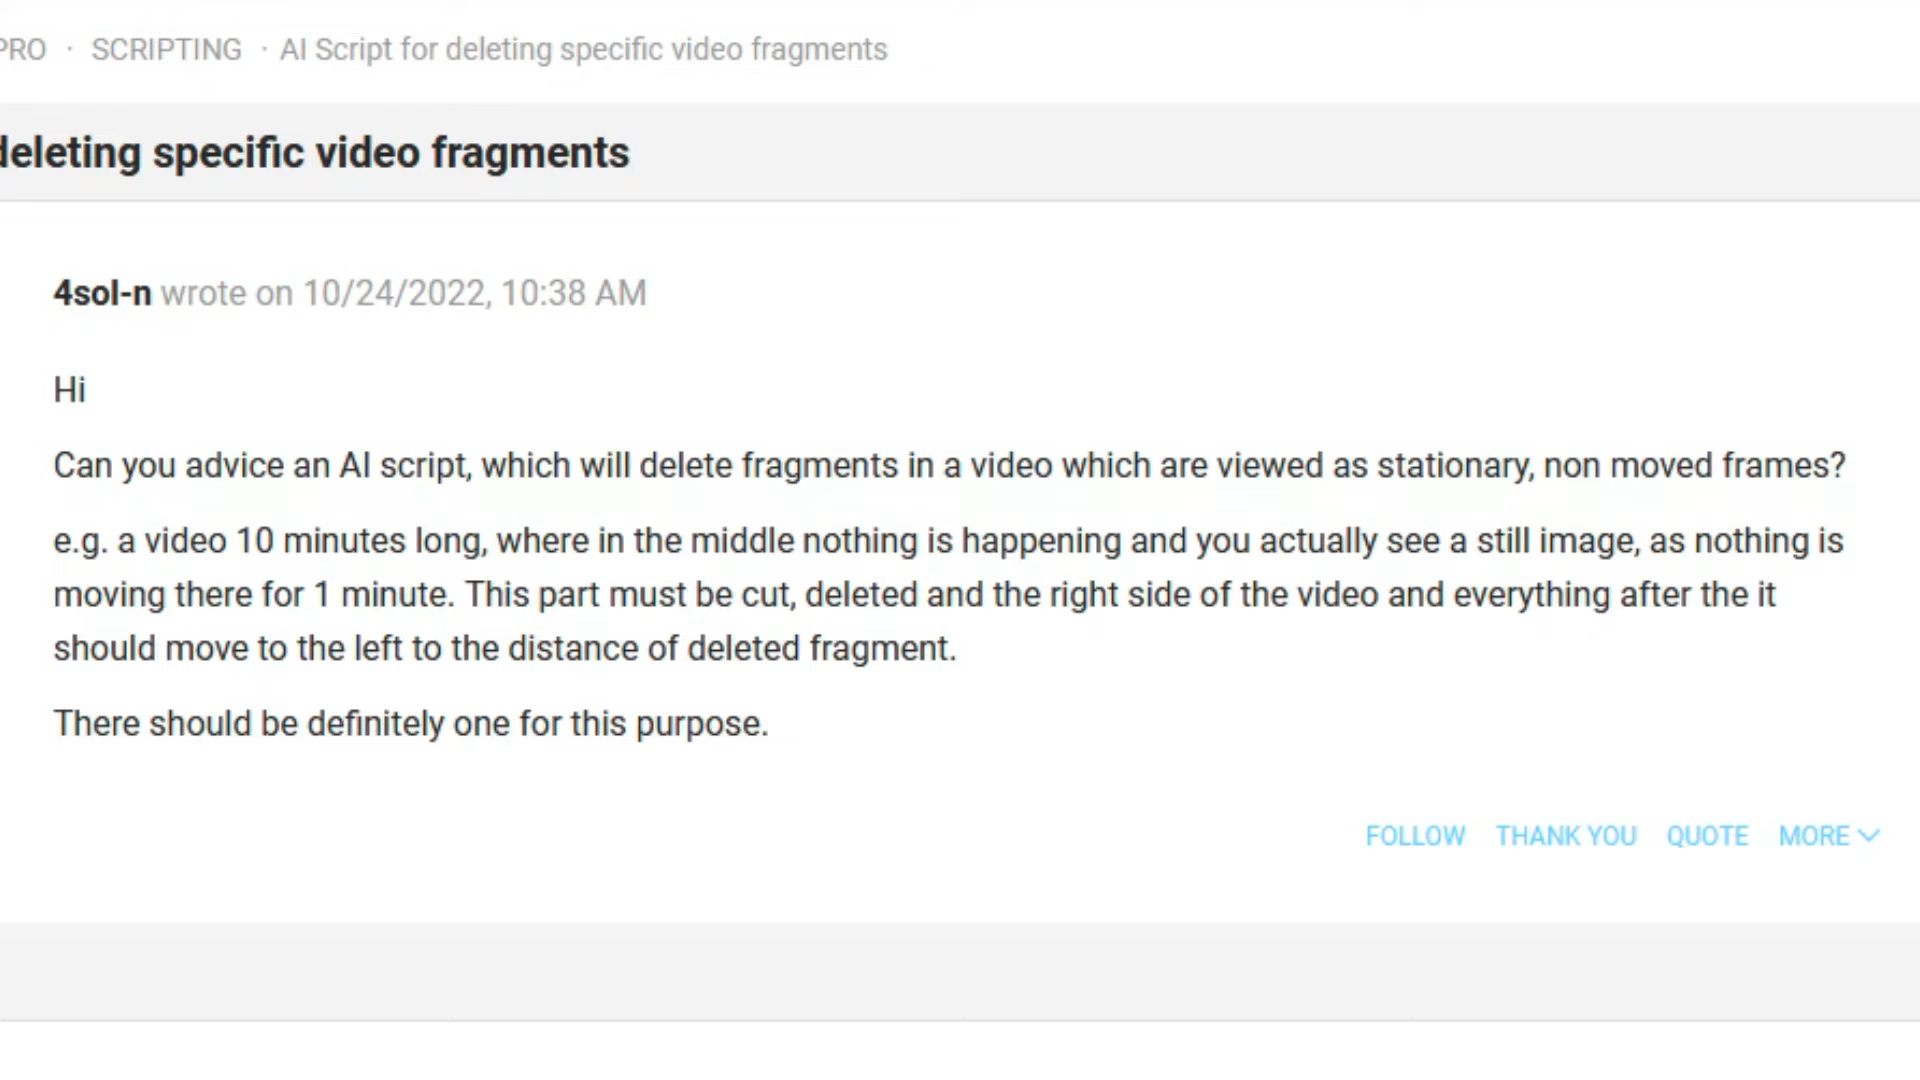 PRO · SCRIPTING · AI Script for deleting specific video fragments
deleting specific video fragments
4sol-n wrote on 10/24/2022, 10:38 AM
Hi
Can you advice an AI script, which will delete fragments in a video which are viewed as stationary, non moved frames?
e.g. a video 10 minutes long, where in the middle nothing is happening and you actually see a still image, as nothing is
moving there for 1 minute. This part must be cut, deleted and the right side of the video and everything after the it
should move to the left to the distance of deleted fragment.
There should be definitely one for this purpose.
FOLLOW THANK YOU QUOTE MORE